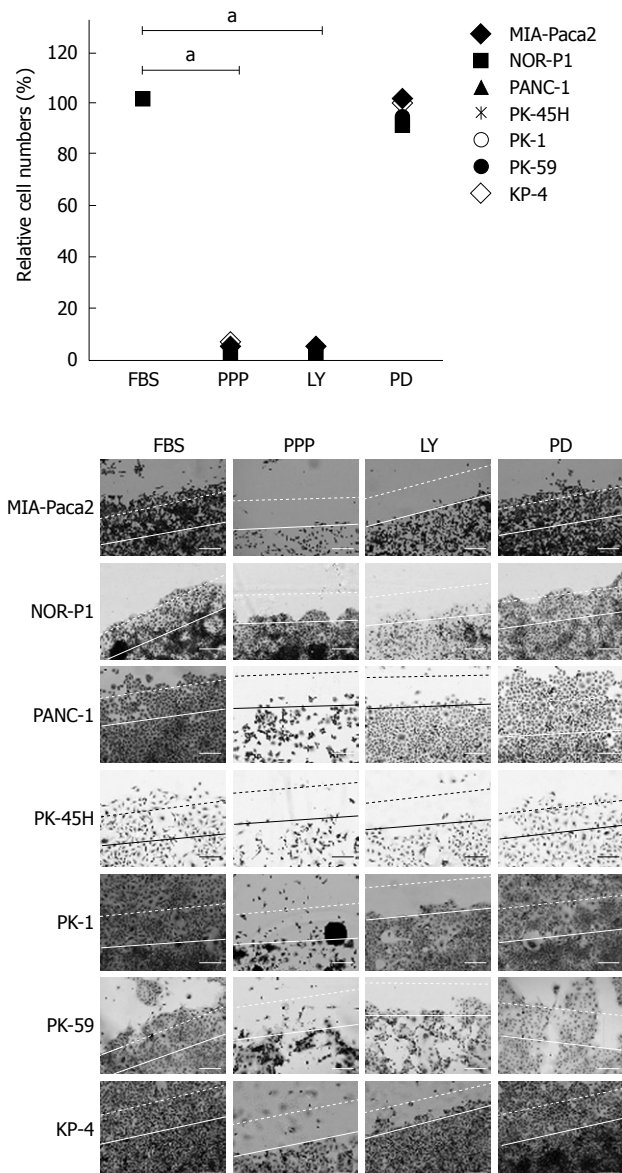 a
a
120
100
80
60
40
20
0
Relative cell numbers (%)
FBS PPP LY PD
MIA-Paca2
NOR-P1
PANC-1
PK-45H
PK-1
PK-59
KP-4
FBS PPP LY PD
MIA-Paca2
NOR-P1
PANC-1
PK-45H
PK-1
PK-59
KP-4